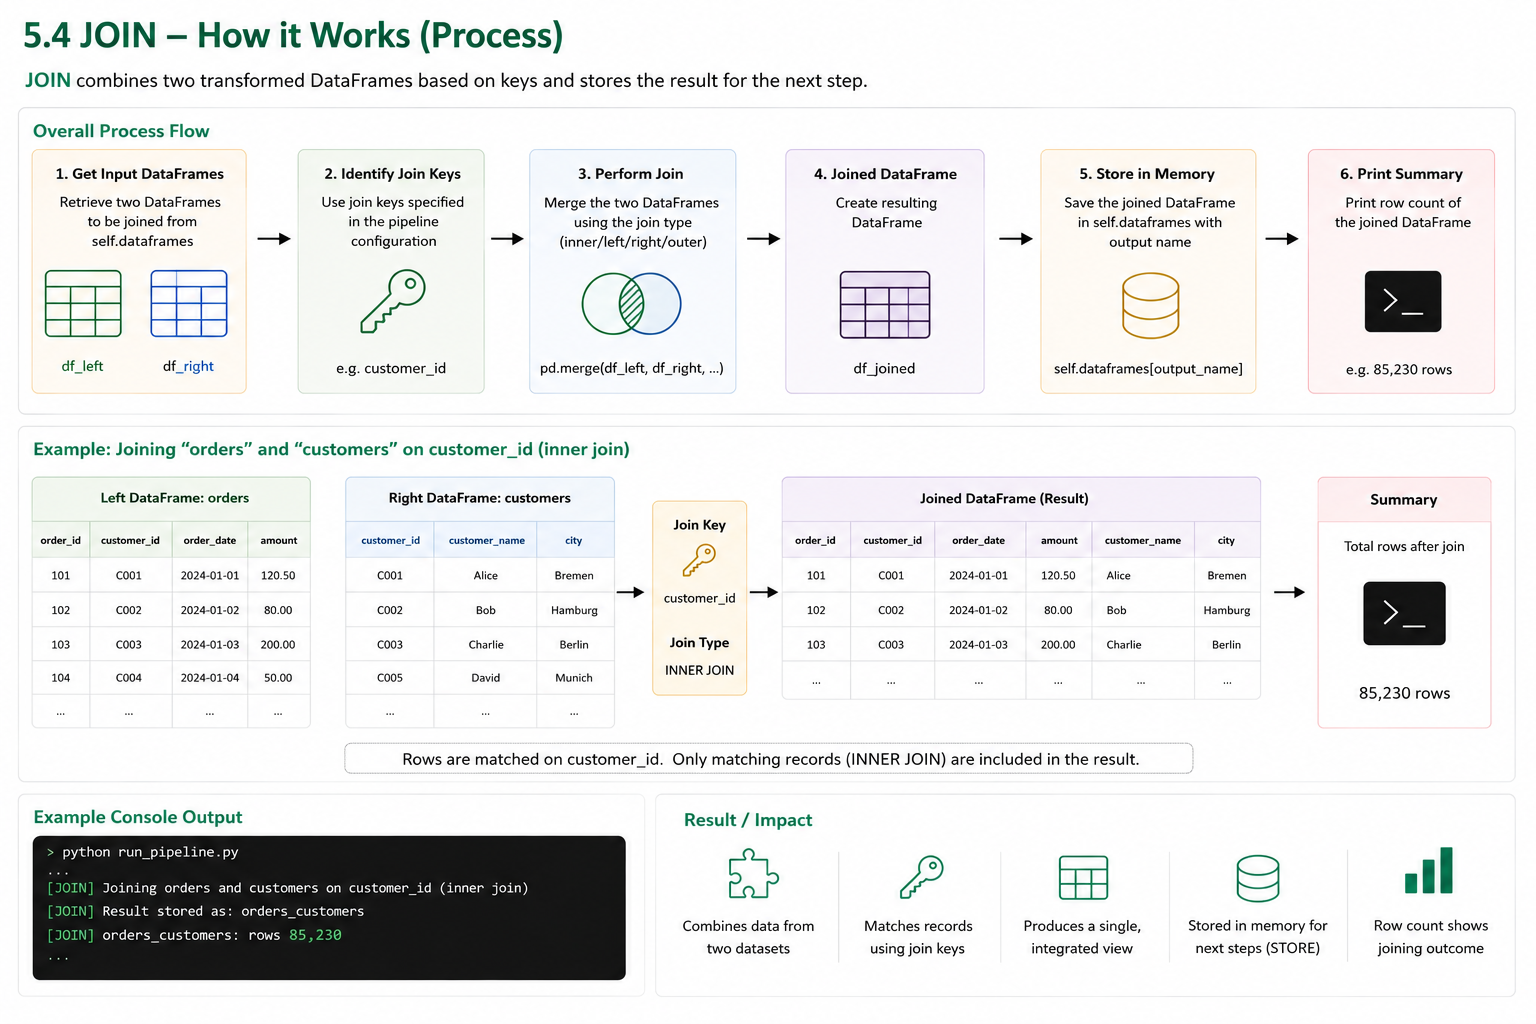 5.4 JOIN – How it Works (Process)
JOIN combines two transformed DataFrames based on keys and stores the result for the next step.
Overall Process Flow
1. Get Input DataFrames
Retrieve two DataFrames
to be joined from
self.dataframes
df_left
df_right
2. Identify Join Keys
Use join keys specified
in the pipeline
configuration
e.g. customer_id
3. Perform Join
Merge the two DataFrames
using the join type
(inner/left/right/outer)
pd.merge(df_left, df_right, ...)
4. Joined DataFrame
Create resulting
DataFrame
df_joined
5. Store in Memory
Save the joined DataFrame
in self.dataframes with
output name
self.dataframes[output_name]
6. Print Summary
Print row count of
the joined DataFrame
>_
e.g. 85,230 rows
Example: Joining “orders” and “customers” on customer_id (inner join)
Left DataFrame: orders
order_id customer_id order_date amount
101 C001 2024-01-01 120.50
102 C002 2024-01-02 80.00
103 C003 2024-01-03 200.00
104 C004 2024-01-04 50.00
... ... ... ...
Right DataFrame: customers
customer_id customer_name city
C001 Alice Bremen
C002 Bob Hamburg
C003 Charlie Berlin
C005 David Munich
... ... ...
Join Key
customer_id
Join Type
INNER JOIN
Joined DataFrame (Result)
order_id customer_id order_date amount customer_name city
101 C001 2024-01-01 120.50 Alice Bremen
102 C002 2024-01-02 80.00 Bob Hamburg
103 C003 2024-01-03 200.00 Charlie Berlin
... ... ... ... ... ...
Summary
Total rows after join
>_
85,230 rows
Rows are matched on customer_id. Only matching records (INNER JOIN) are included in the result.
Example Console Output
> python run_pipeline.py
...
[JOIN] Joining orders and customers on customer_id (inner join)
[JOIN] Result stored as: orders_customers
[JOIN] orders_customers: rows 85,230
...
Result / Impact
Combines data from
two datasets
Matches records
using join keys
Produces a single,
integrated view
Stored in memory for
next steps (STORE)
Row count shows
joining outcome